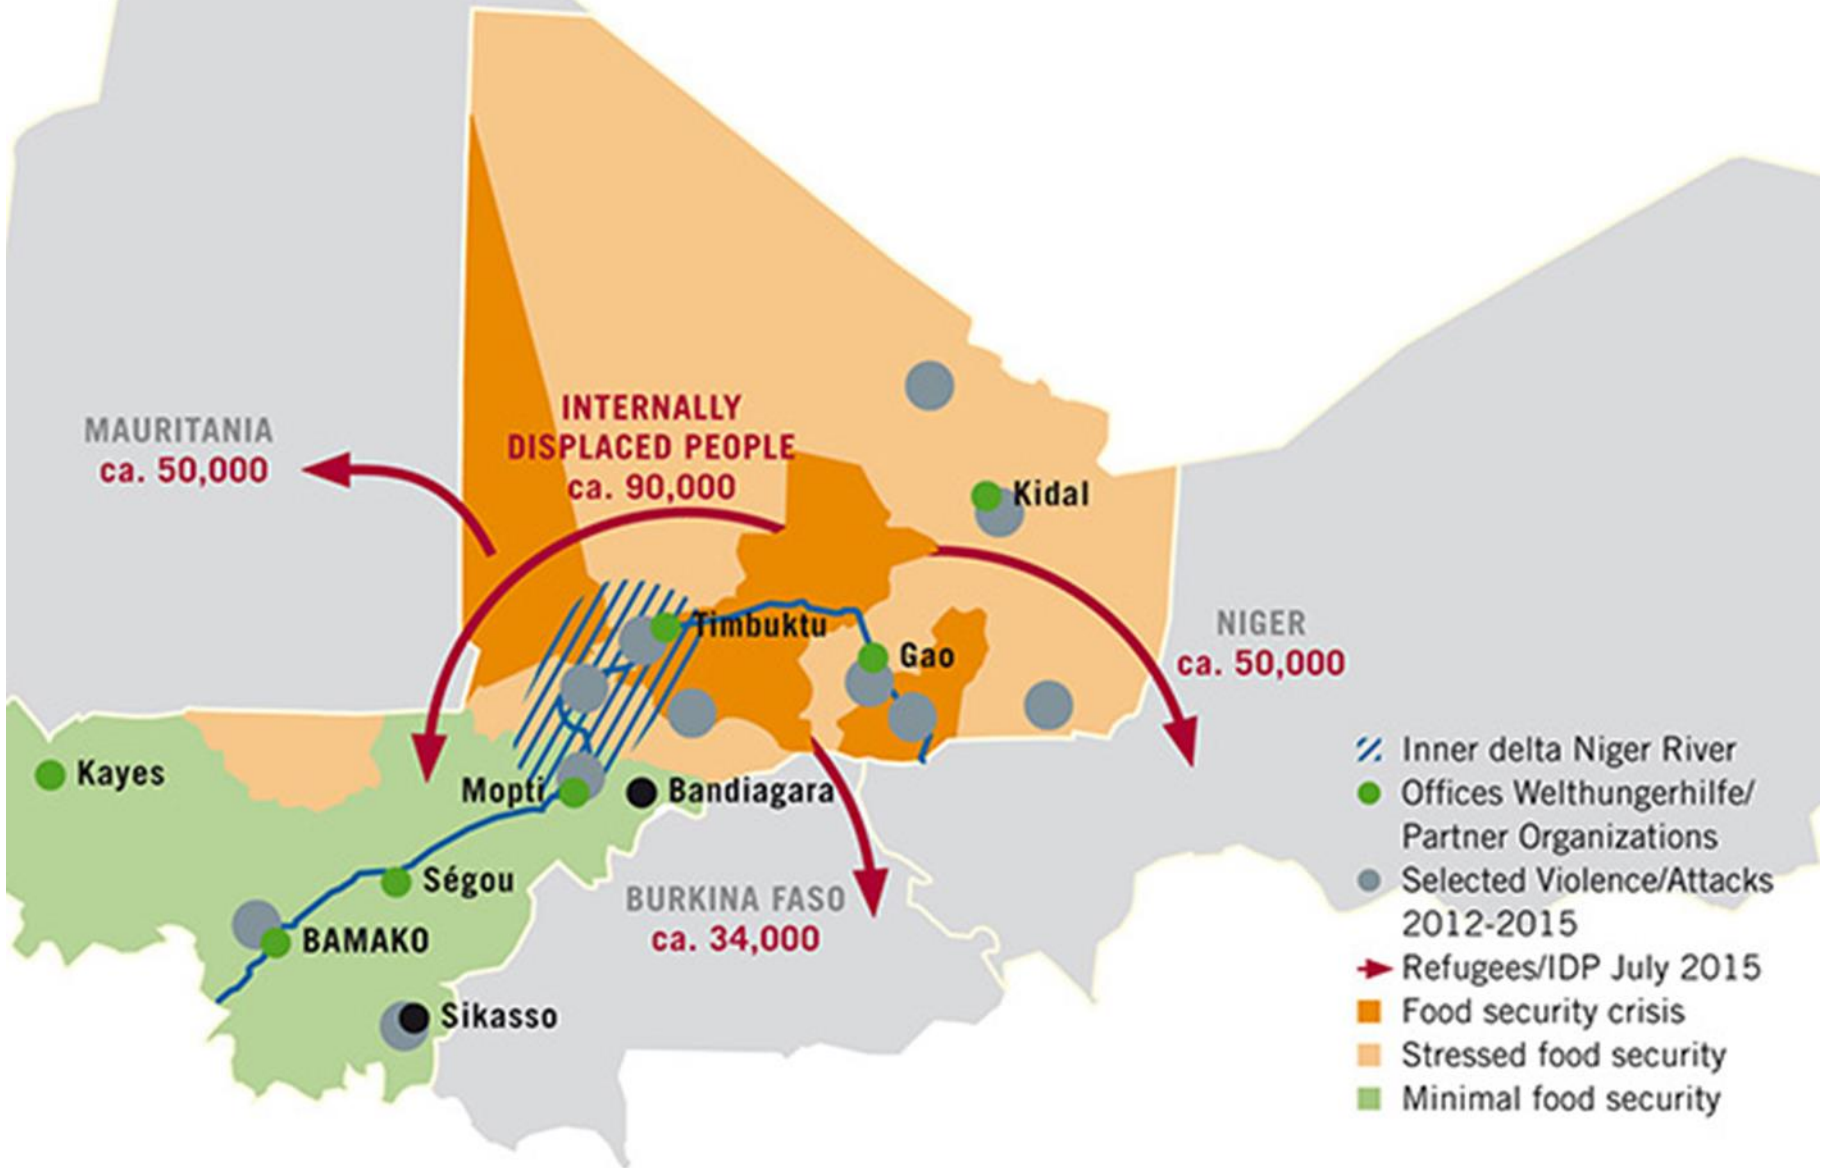 INTERNALLY
DISPLACED PEOPLE
ca. 90,000
MAURITANIA
ca. 50,000
Kidal
Timbuktu
Gao
NIGER
ca. 50,000
Kayes
Mopti
Bandiagara
Ségou
BURKINA FASO
ca. 34,000
BAMAKO
Sikasso
Inner delta Niger River
Offices Welthungerhilfe/
Partner Organizations
Selected Violence/Attacks
2012-2015
Refugees/IDP July 2015
Food security crisis
Stressed food security
Minimal food security